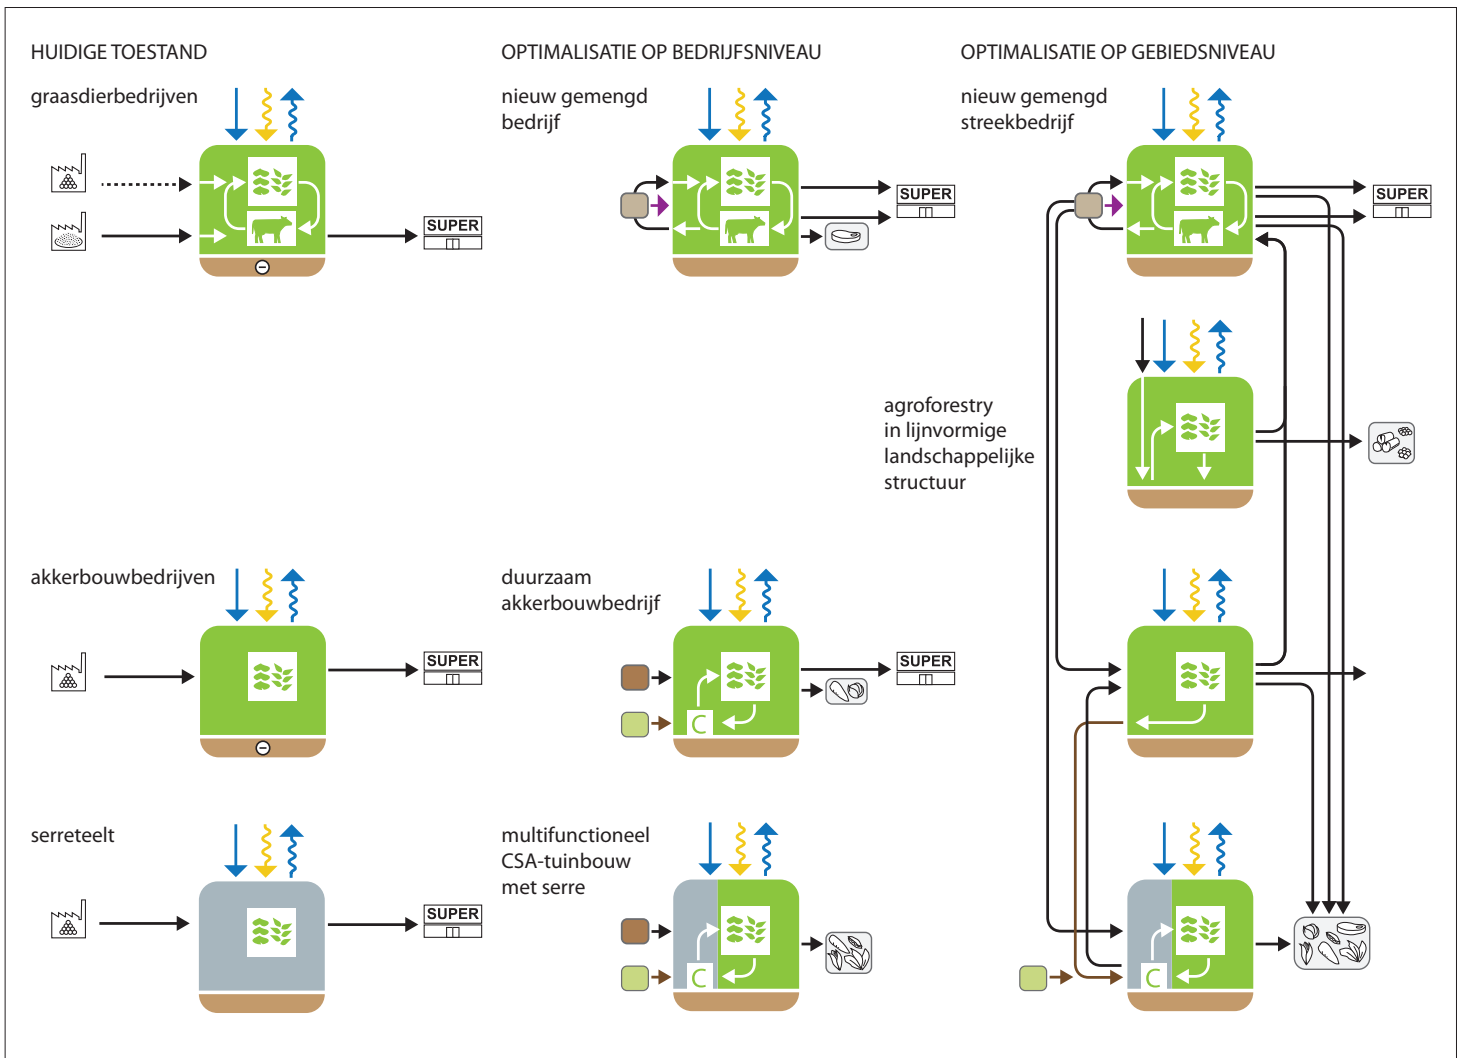 HUIDIGE TOESTAND
graasdierbedrijven
SUPER
akkerbouwbedrijven
SUPER
serreteelt
SUPER
OPTIMALISATIE OP BEDRIJFSNIVEAU
nieuw gemengd
bedrijf
SUPER
duurzaam
akkerbouwbedrijf
SUPER
C
multifunctioneel
CSA-tuinbouw
met serre
C
OPTIMALISATIE OP GEBIEDSNIVEAU
nieuw gemengd
streekbedrijf
SUPER
agroforestry
in lijnvormige
landschappelijke
structuur
C